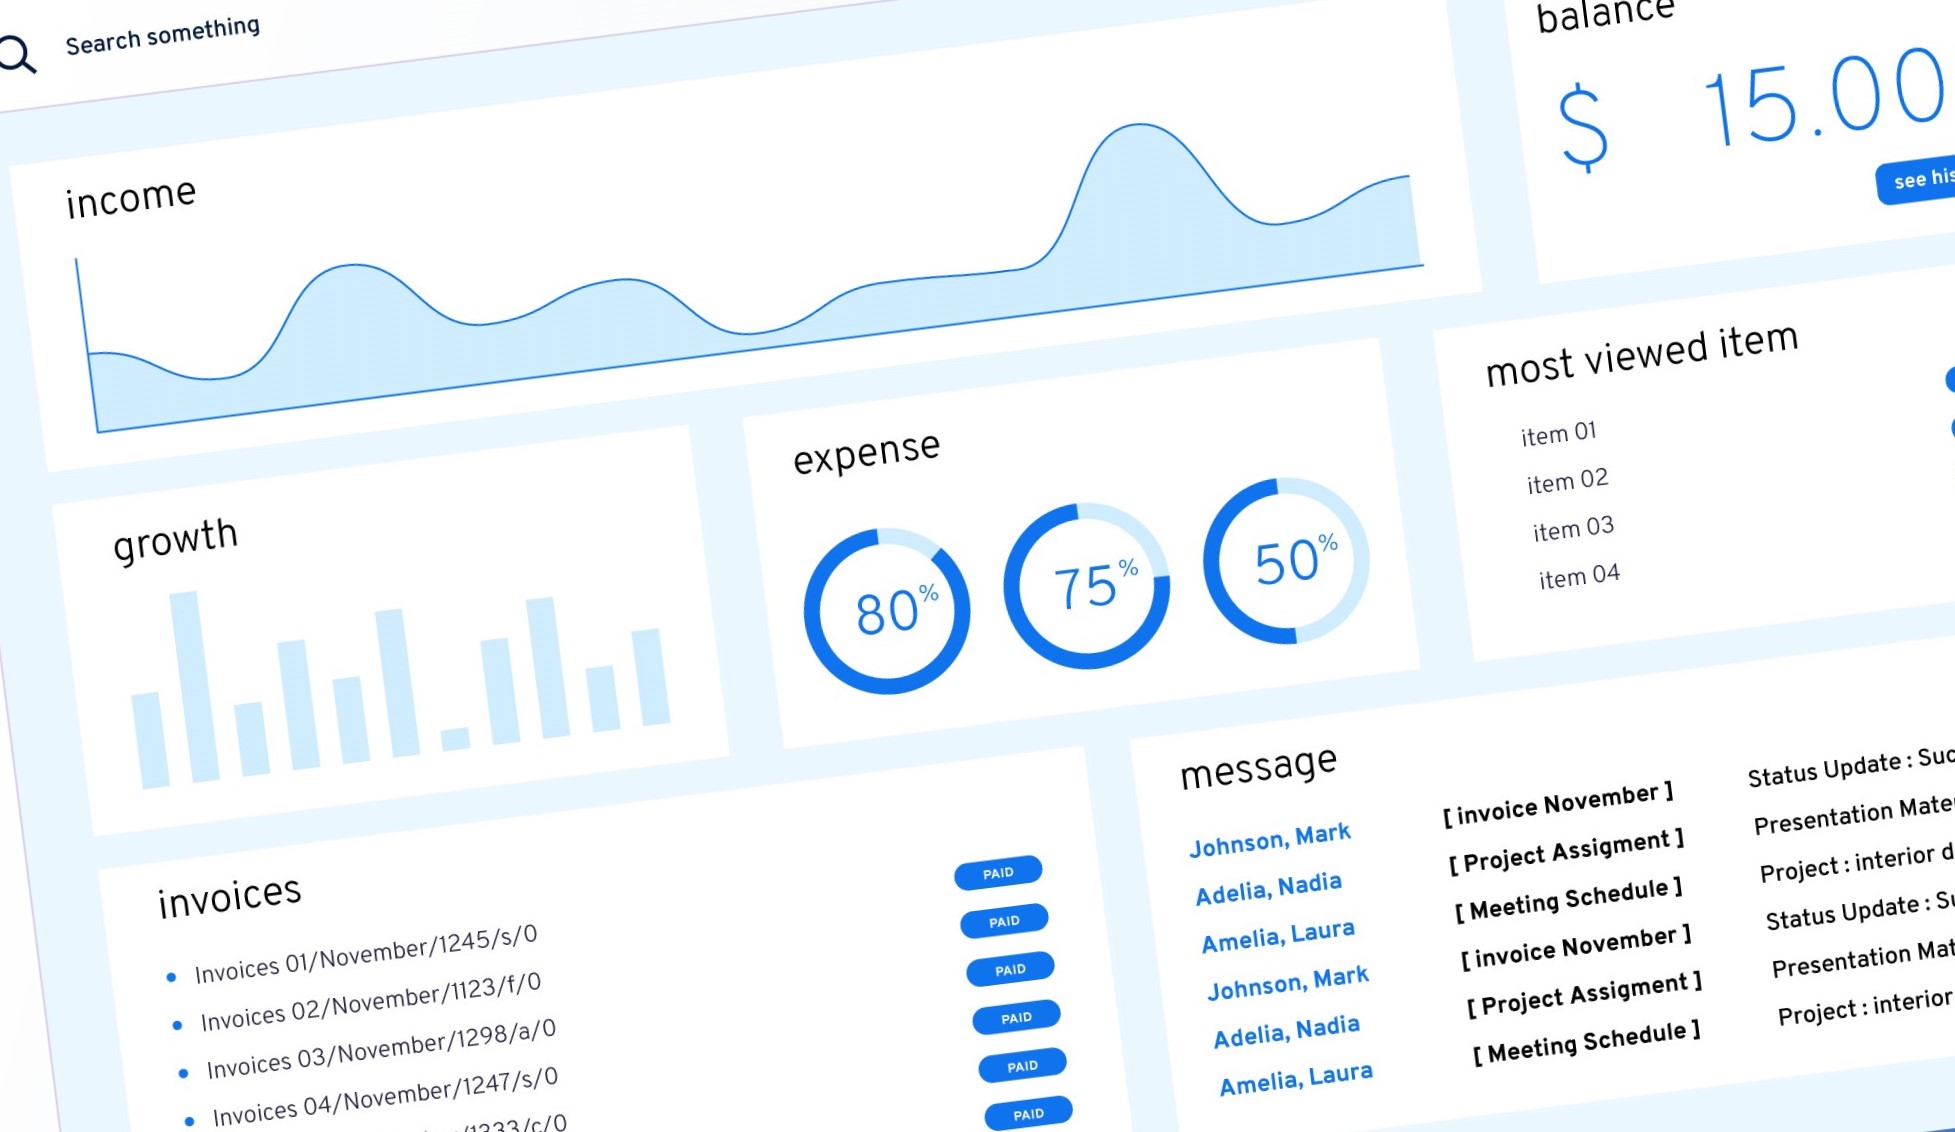 Search something
balance
$ 15.00
see his
income
most viewed item
item 01
item 02
item 03
item 04
expense
80%
75%
50%
growth
message
Johnson, Mark [ invoice November ] Status Update : Suc
Adelia, Nadia [ Project Assigment ] Presentation Mate
Amelia, Laura [ Meeting Schedule ] Project : interior d
Johnson, Mark [ invoice November ] Status Update : Su
Adelia, Nadia [ Project Assigment ] Presentation Mat
Amelia, Laura [ Meeting Schedule ] Project : interior
invoices
Invoices 01/November/1245/s/0 PAID
Invoices 02/November/1123/f/0 PAID
Invoices 03/November/1298/a/0 PAID
Invoices 04/November/1247/s/0 PAID
/1333/c/0 PAID
PAID